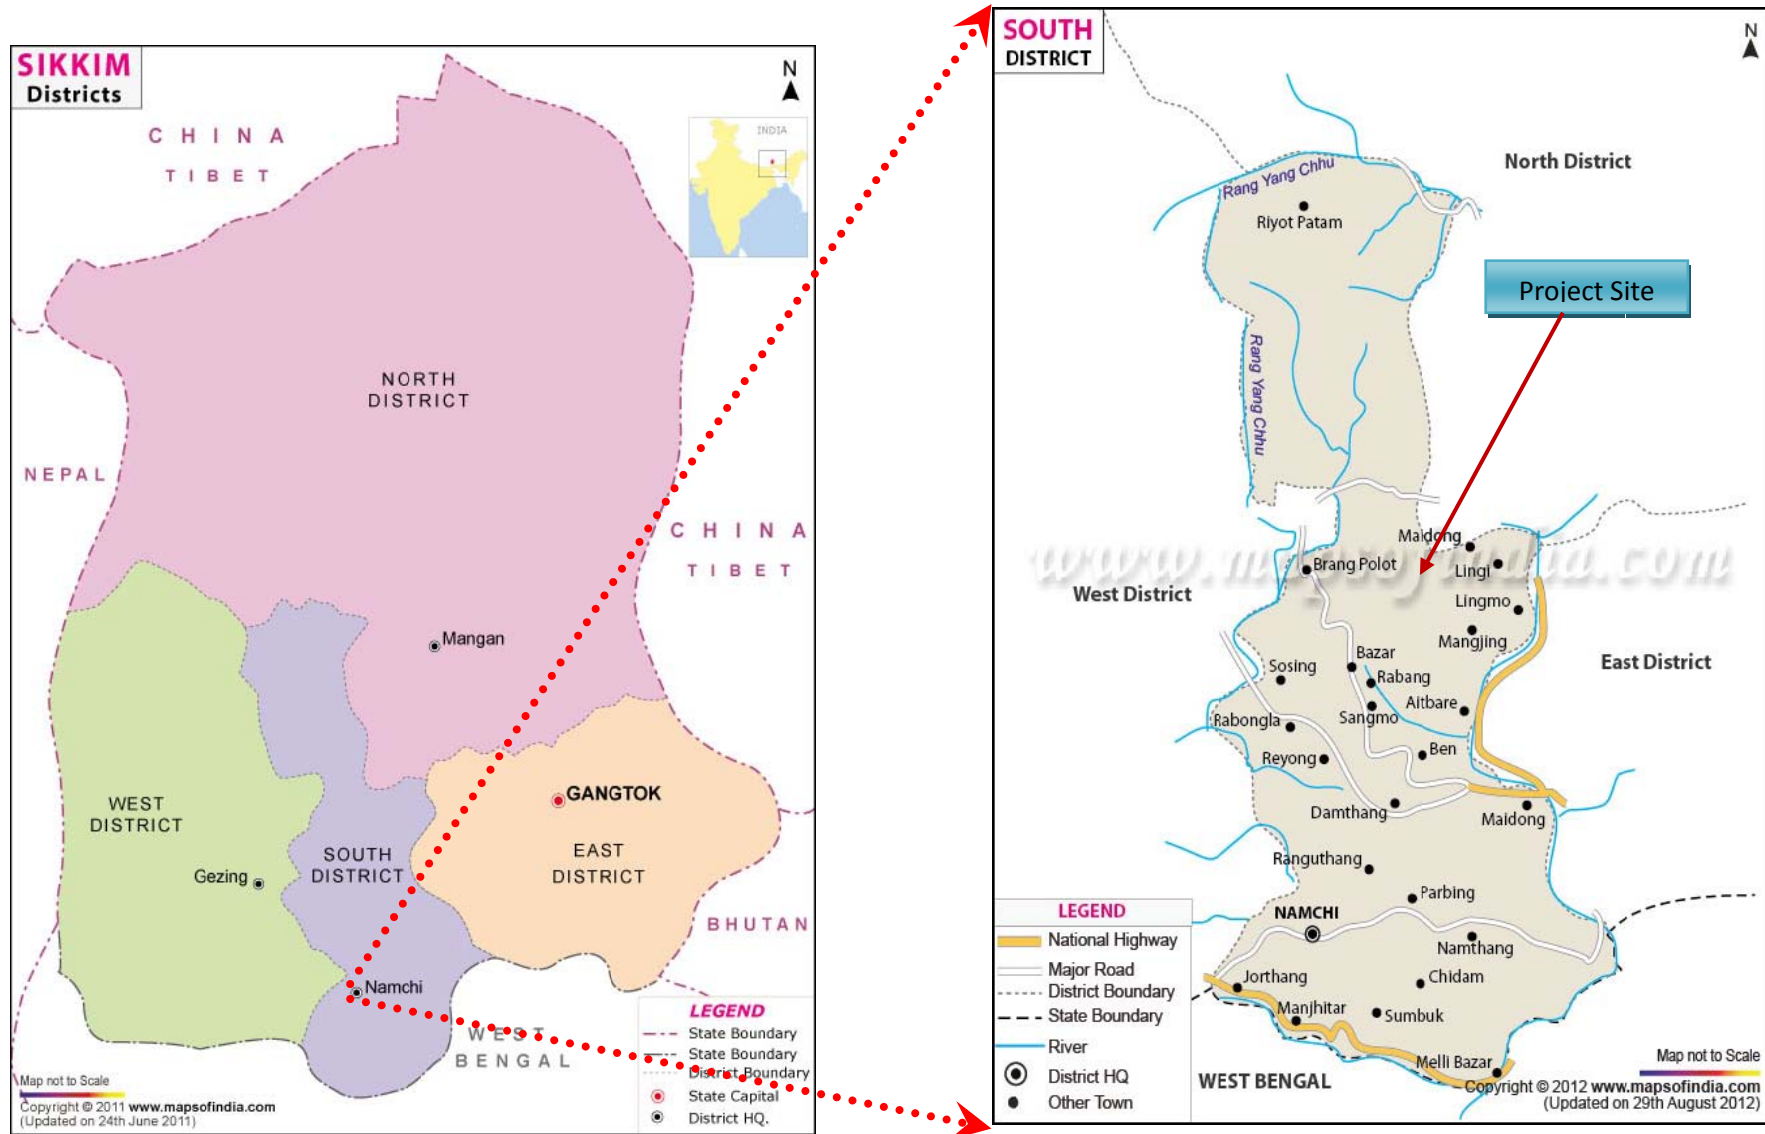 SIKKIM
Districts
N
CHINA
TIBET
INDIA
NORTH
DISTRICT
NEPAL
CHINA
TIBET
Mangan
WEST
DISTRICT
GANGTOK
EAST
DISTRICT
SOUTH
DISTRICT
Gezing
BHUTAN
Namchi
WEST
BENGAL
LEGEND
State Boundary
State Boundary
District Boundary
State Capital
District HQ.
Map not to Scale
Copyright © 2011 www.mapsofindia.com
(Updated on 24th June 2011)
SOUTH
DISTRICT
N
North District
Rang Yang Chhu
Riyot Patam
Project Site
Rang Yang Chhu
www.mapsofindia.com
Maidong
Brang Polot
Lingi
West District
Lingmo
Mangjing
East District
Bazar
Sosing
Rabang
Aitbare
Rabongla
Sangmo
Ben
Reyong
Damthang
Maidong
Ranguthang
Parbing
NAMCHI
Namthang
Jorthang
Chidam
Manjhitar
Sumbuk
Melli Bazar
WEST BENGAL
LEGEND
National Highway
Major Road
District Boundary
State Boundary
River
District HQ
Other Town
Map not to Scale
Copyright © 2012 www.mapsofindia.com
(Updated on 29th August 2012)